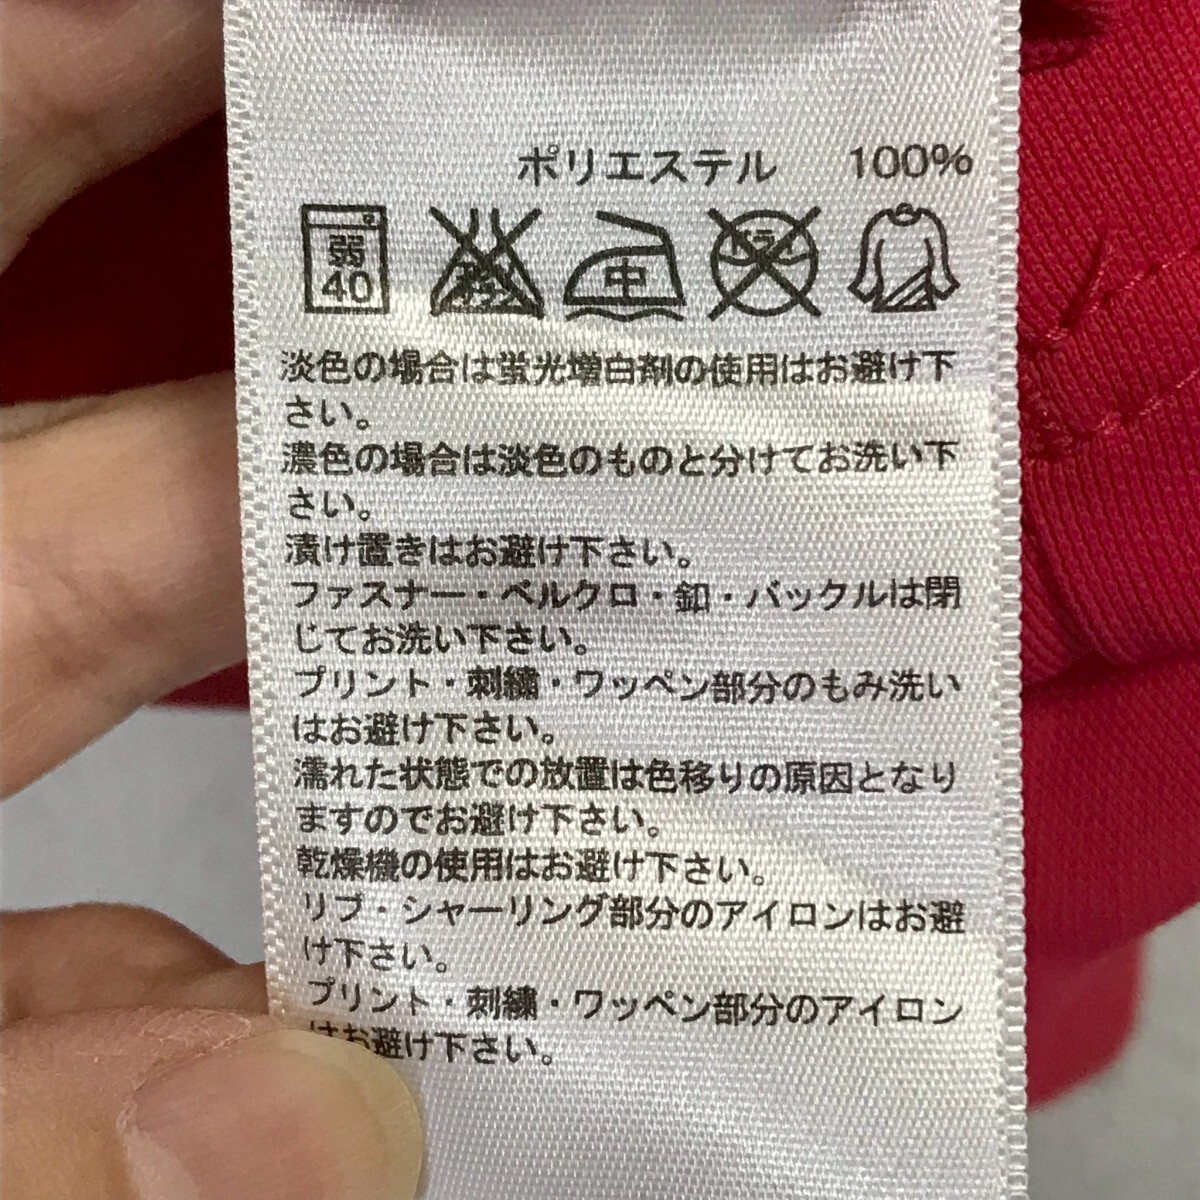 ポリエステル 100%
弱 40 エンソ サラシ 中 ドライ
淡色の場合は蛍光増白剤の使用はお避け下
さい。
濃色の場合は淡色のものと分けてお洗い下
さい。
漬け置きはお避け下さい。
ファスナー・ベルクロ・釦・バックルは閉
じてお洗い下さい。
プリント・刺繍・ワッペン部分のもみ洗い
はお避け下さい。
濡れた状態での放置は色移りの原因となり
ますのでお避け下さい。
乾燥機の使用はお避け下さい。
リブ・シャーリング部分のアイロンはお避
け下さい。
プリント・刺繍・ワッペン部分のアイロン
はお避け下さい。